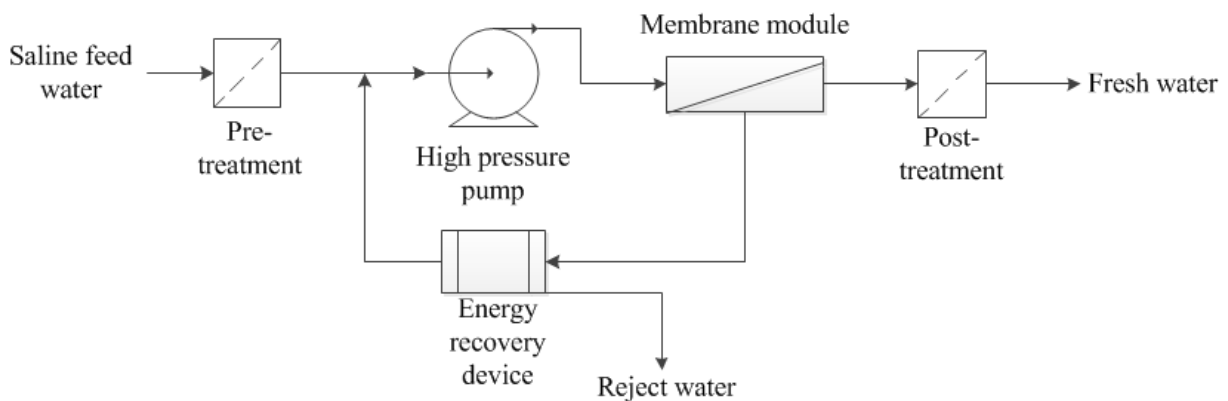 Saline feed
water
Pre-
treatment
High pressure
pump
Membrane module
Post-
treatment
Fresh water
Energy
recovery
device
Reject water